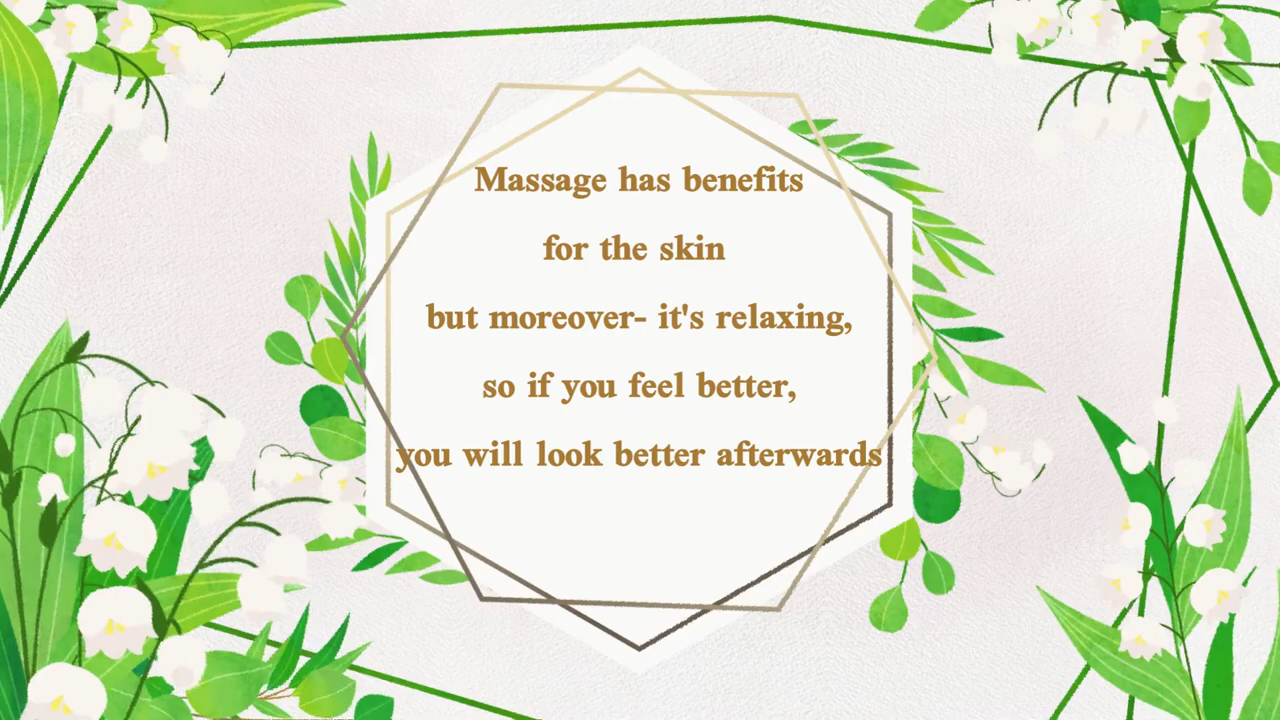 Massage has benefits
for the skin
but moreover- it's relaxing,
so if you feel better,
you will look better afterwards